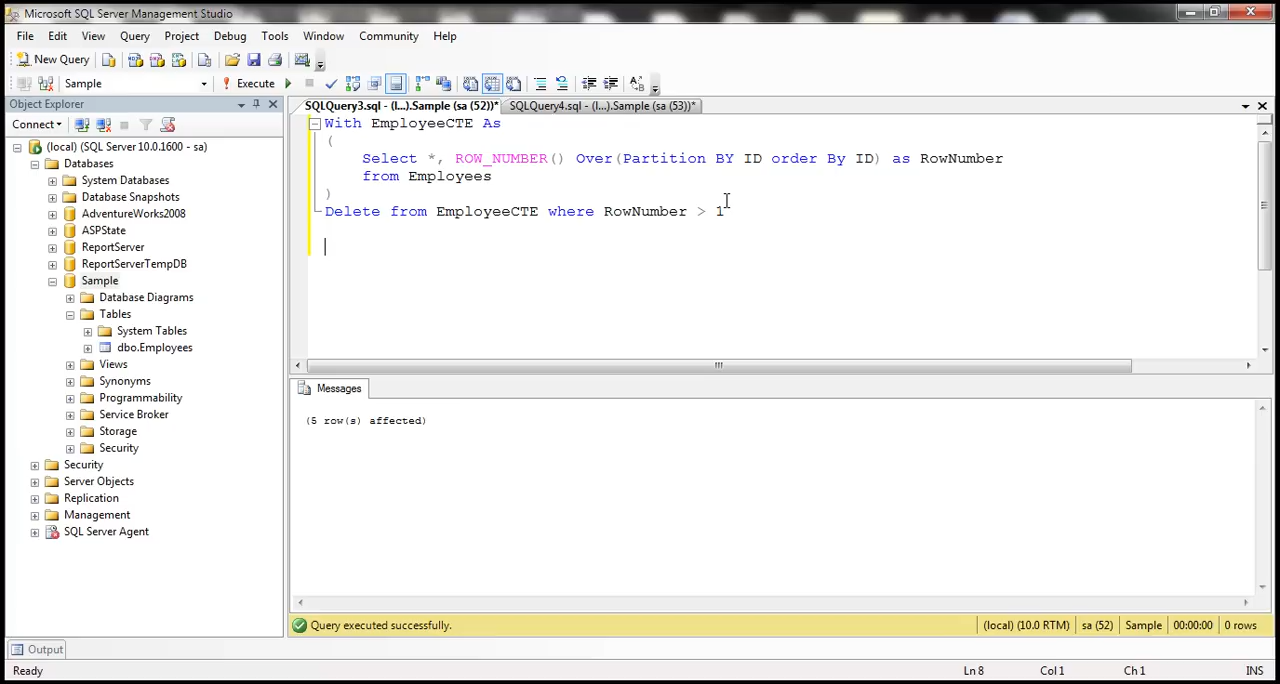 Microsoft SQL Server Management Studio
File Edit View Query Project Debug Tools Window Community Help
New Query
Sample Execute
Object Explorer
SQLQuery3.sql - (l...).Sample (sa (52))* SQLQuery4.sql - (l...).Sample (sa (53))*
Connect
(local) (SQL Server 10.0.1600 - sa)
Databases
System Databases
Database Snapshots
AdventureWorks2008
ASPState
ReportServer
ReportServerTempDB
Sample
Database Diagrams
Tables
System Tables
dbo.Employees
Views
Synonyms
Programmability
Service Broker
Storage
Security
Security
Server Objects
Replication
Management
SQL Server Agent
With EmployeeCTE As
(
Select *, ROW_NUMBER() Over(Partition BY ID order By ID) as RowNumber
from Employees
)
Delete from EmployeeCTE where RowNumber > 1
Messages
(5 row(s) affected)
Query executed successfully. (local) (10.0 RTM) sa (52) Sample 00:00:00 0 rows
Output
Ready Ln 8 Col 1 Ch 1 INS